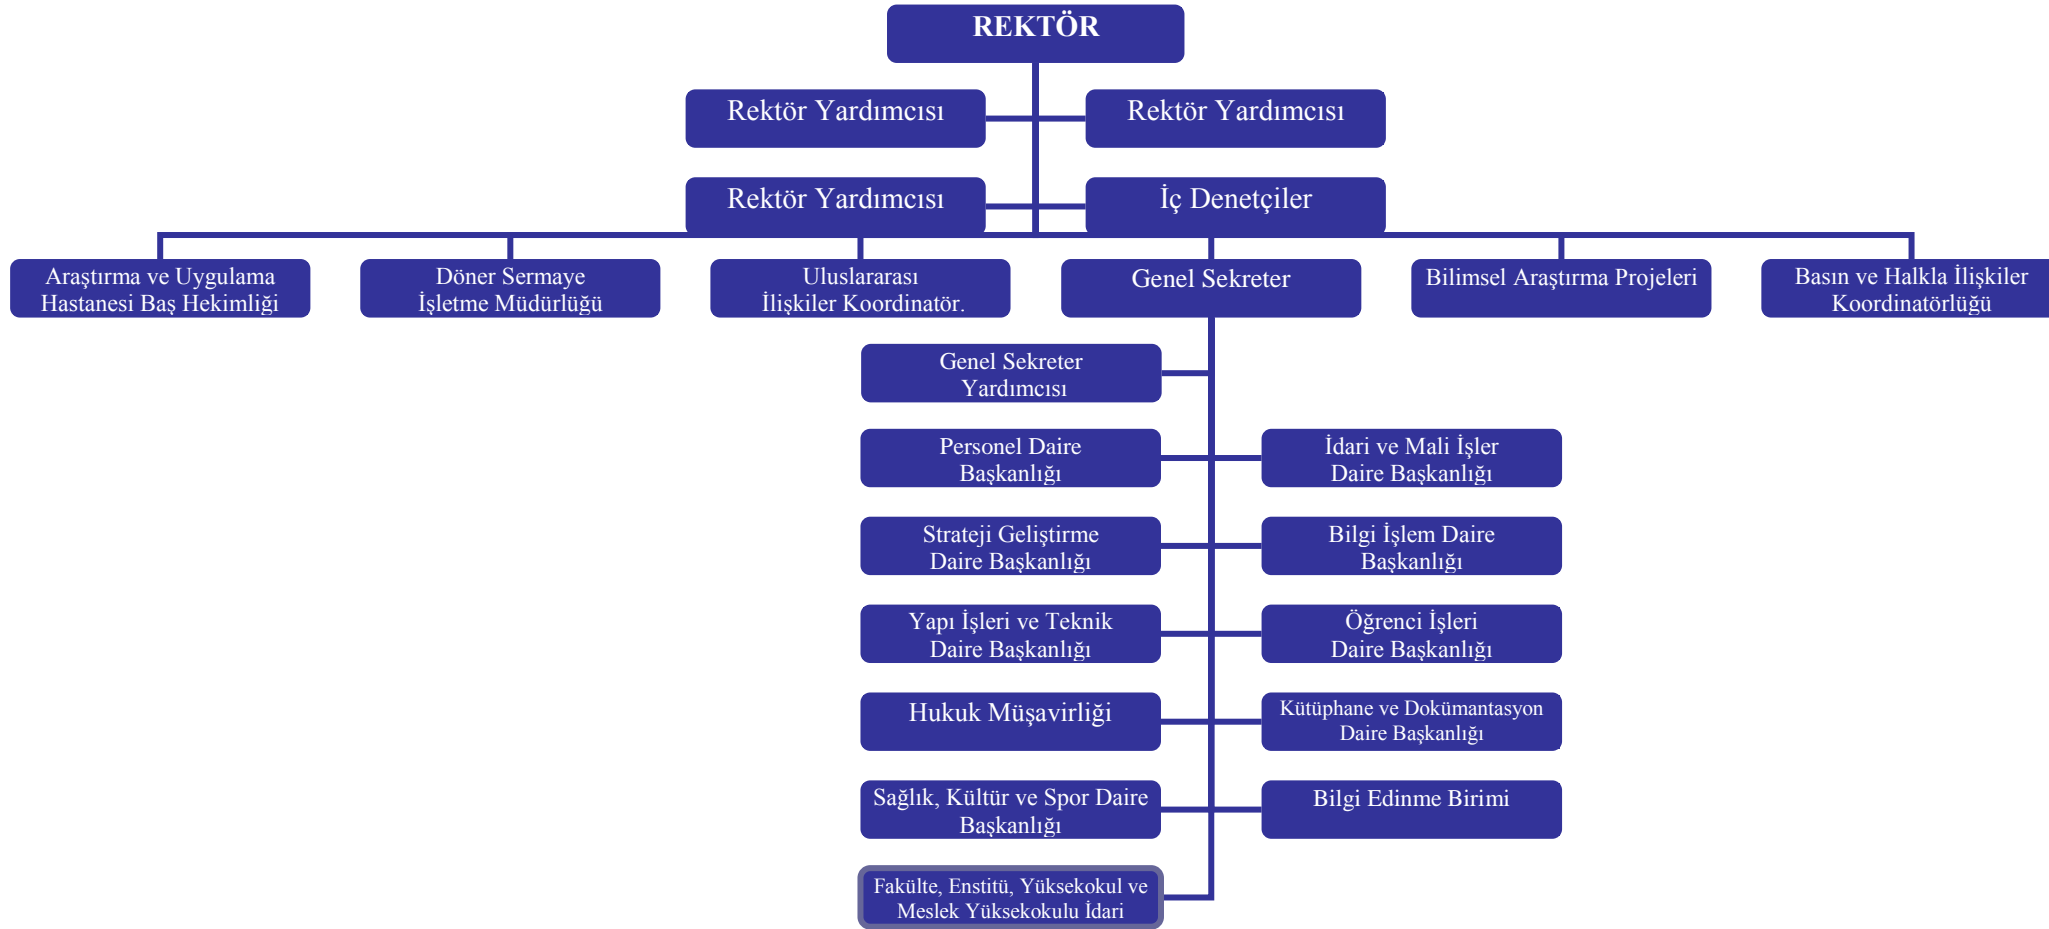 REKTÖR
Rektör Yardımcısı
Rektör Yardımcısı
Rektör Yardımcısı
İç Denetçiler
Araştırma ve Uygulama
Hastanesi Baş Hekimliği
Döner Sermaye
İşletme Müdürlüğü
Uluslararası
İlişkiler Koordinatör.
Genel Sekreter
Bilimsel Araştırma Projeleri
Basın ve Halkla İlişkiler
Koordinatörlüğü
Genel Sekreter
Yardımcısı
Personel Daire
Başkanlığı
İdari ve Mali İşler
Daire Başkanlığı
Strateji Geliştirme
Daire Başkanlığı
Bilgi İşlem Daire
Başkanlığı
Yapı İşleri ve Teknik
Daire Başkanlığı
Öğrenci İşleri
Daire Başkanlığı
Hukuk Müşavirliği
Kütüphane ve Dokümantasyon
Daire Başkanlığı
Sağlık, Kültür ve Spor Daire
Başkanlığı
Bilgi Edinme Birimi
Fakülte, Enstitü, Yüksekokul ve
Meslek Yüksekokulu İdari